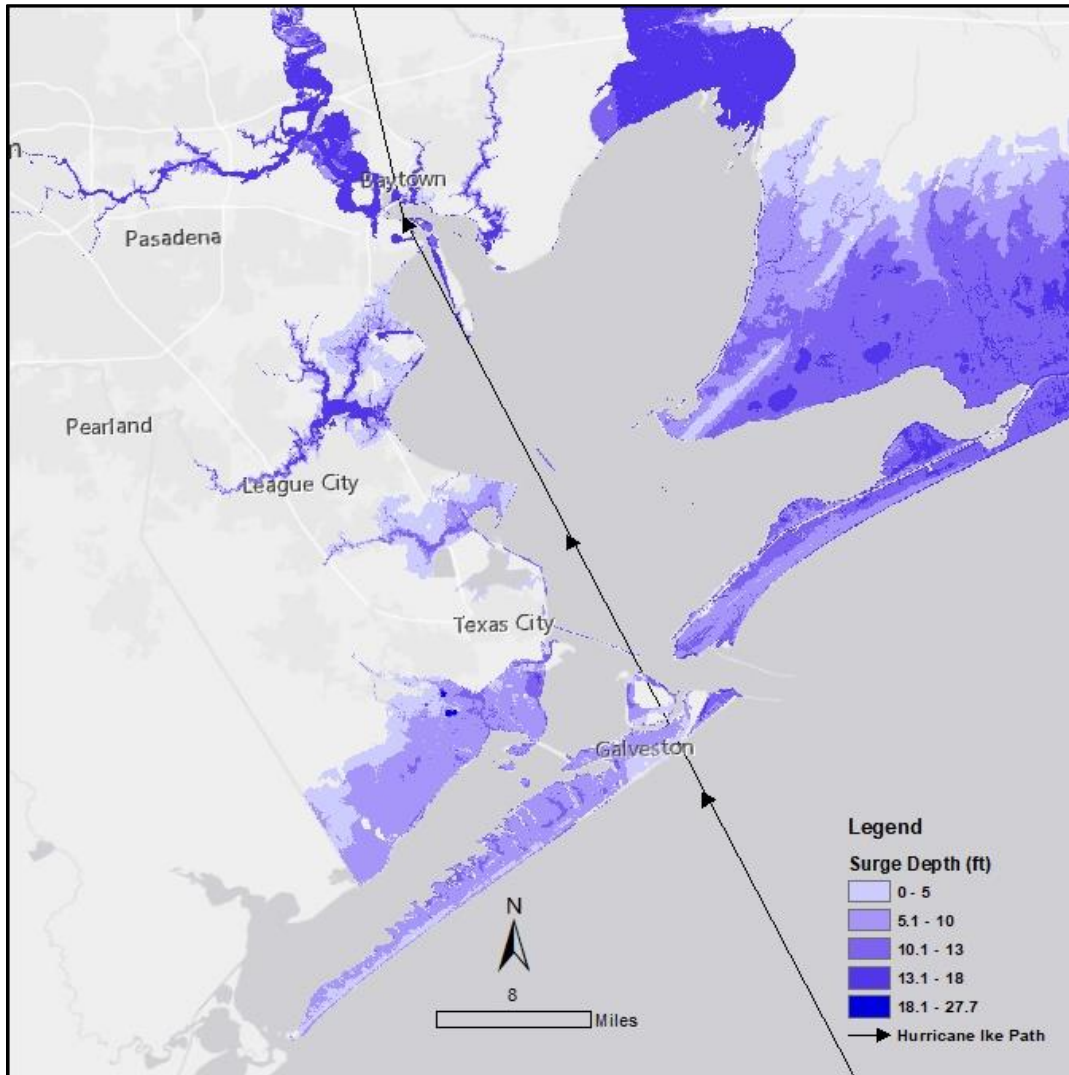 n
Baytown
Pasadena
Pearland
League City
Texas City
Galveston
N
8
Miles
Legend
Surge Depth (ft)
0 - 5
5.1 - 10
10.1 - 13
13.1 - 18
18.1 - 27.7
Hurricane Ike Path